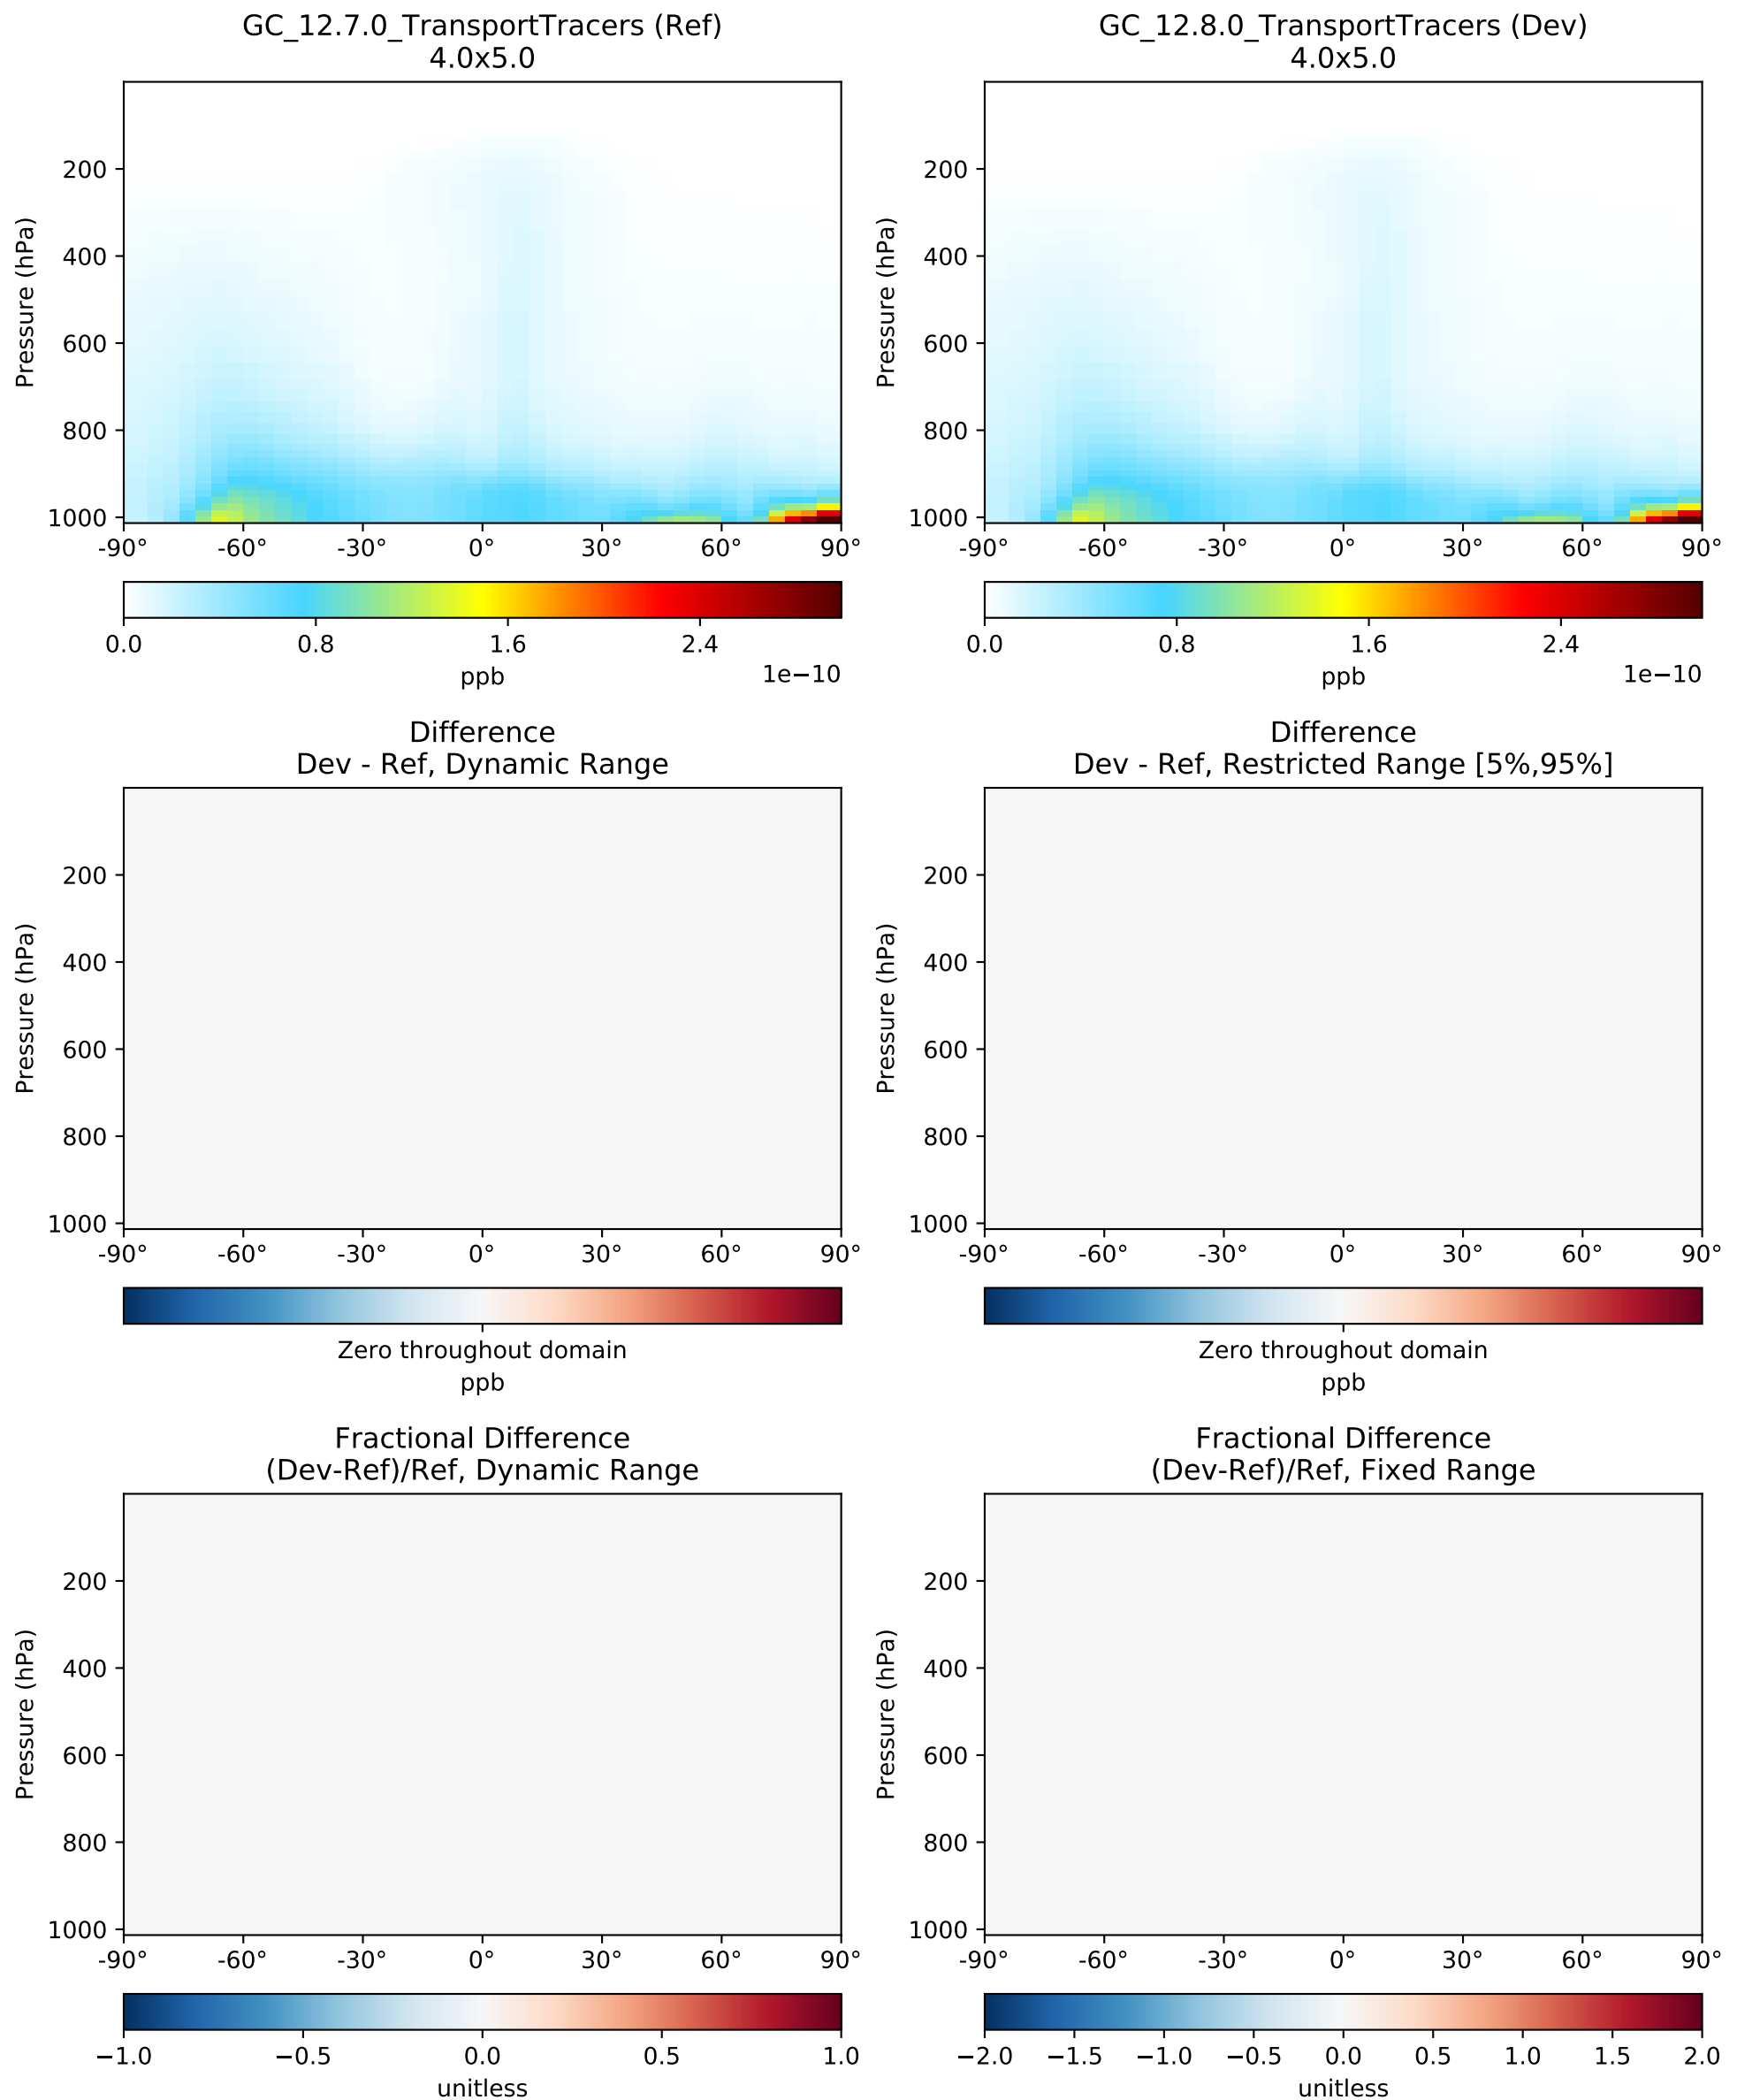 GC_12.7.0_TransportTracers (Ref)
4.0x5.0
Pressure (hPa)
200
400
600
800
1000
-90° -60° -30° 0° 30° 60° 90°
0.0 0.8 1.6 2.4
1e−10
ppb
GC_12.8.0_TransportTracers (Dev)
4.0x5.0
Pressure (hPa)
200
400
600
800
1000
-90° -60° -30° 0° 30° 60° 90°
0.0 0.8 1.6 2.4
1e−10
ppb
Difference
Dev - Ref, Dynamic Range
Pressure (hPa)
200
400
600
800
1000
-90° -60° -30° 0° 30° 60° 90°
Zero throughout domain
ppb
Difference
Dev - Ref, Restricted Range [5%,95%]
Pressure (hPa)
200
400
600
800
1000
-90° -60° -30° 0° 30° 60° 90°
Zero throughout domain
ppb
Fractional Difference
(Dev-Ref)/Ref, Dynamic Range
Pressure (hPa)
200
400
600
800
1000
-90° -60° -30° 0° 30° 60° 90°
−1.0 −0.5 0.0 0.5 1.0
unitless
Fractional Difference
(Dev-Ref)/Ref, Fixed Range
Pressure (hPa)
200
400
600
800
1000
-90° -60° -30° 0° 30° 60° 90°
−2.0 −1.5 −1.0 −0.5 0.0 0.5 1.0 1.5 2.0
unitless